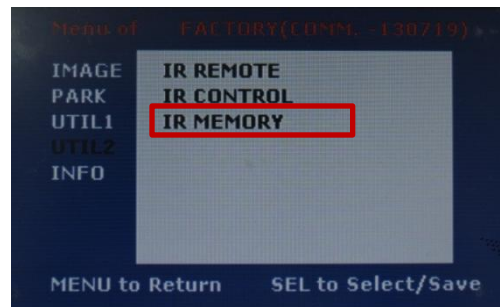 Menu of FACTORY(COMM. -130719)
IMAGE
PARK
UTIL1
UTIL2
INFO
IR REMOTE
IR CONTROL
IR MEMORY
MENU to Return SEL to Select/Save